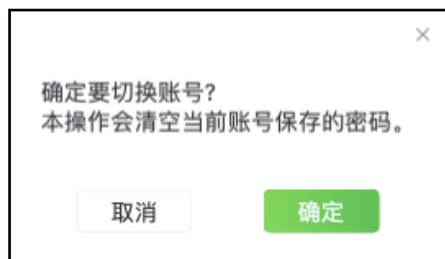 确定要切换账号?
本操作会清空当前账号保存的密码。
取消
确定